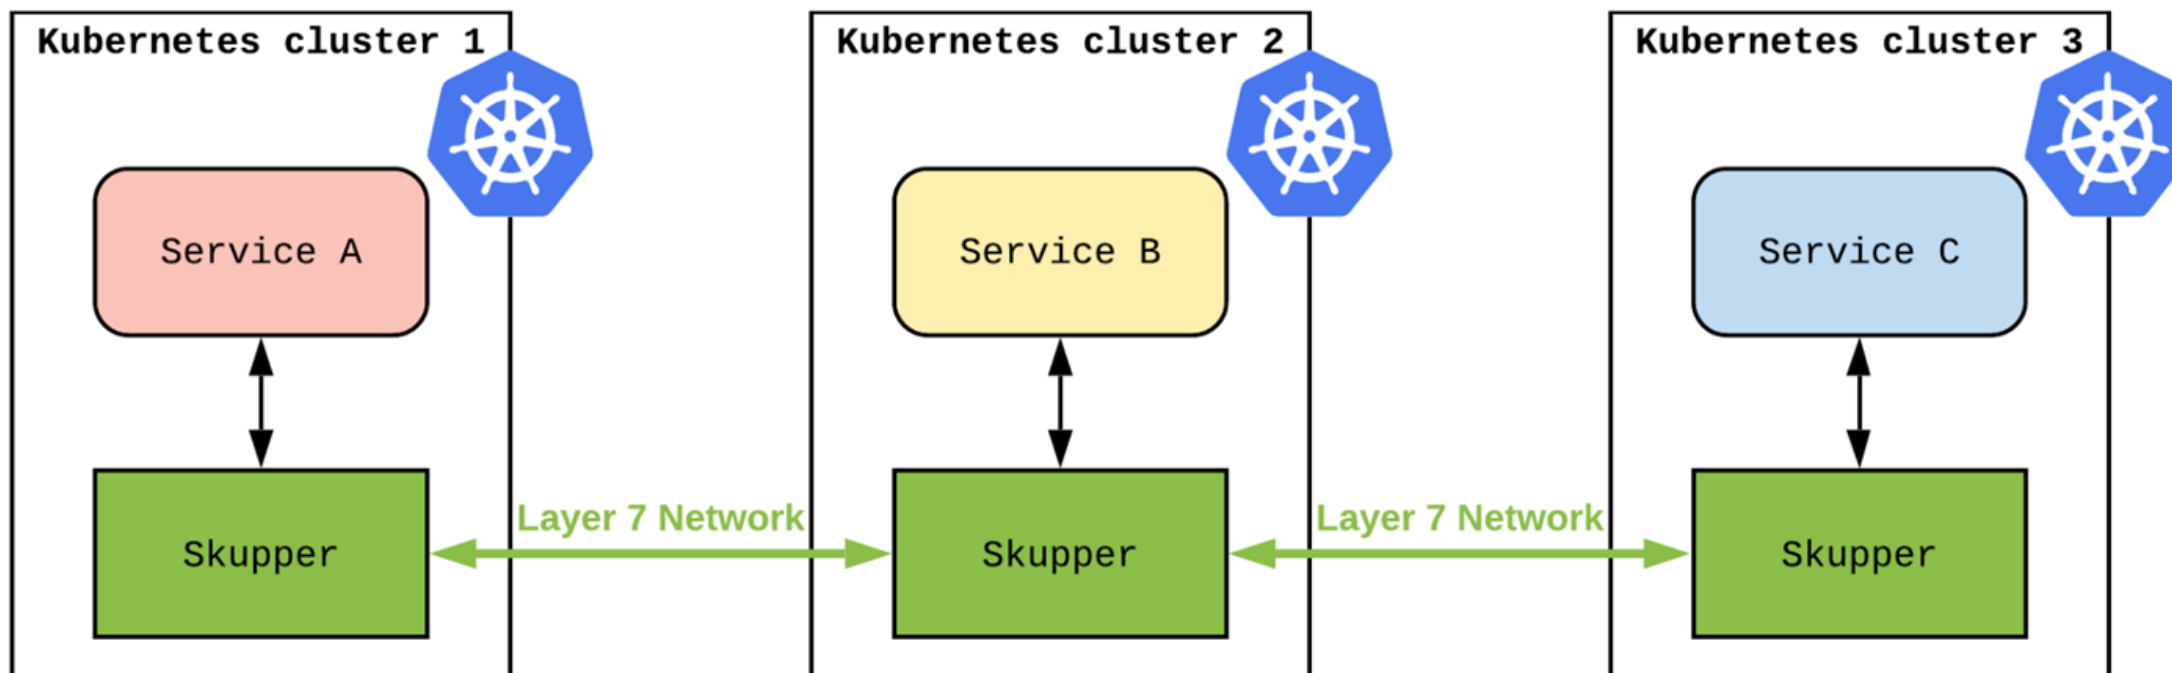 Kubernetes cluster 1
Kubernetes cluster 2
Kubernetes cluster 3
Service A
Service B
Service C
Layer 7 Network
Layer 7 Network
Skupper
Skupper
Skupper